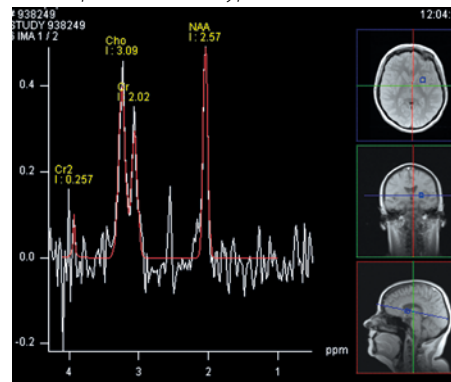 # 938249
STUDY 938249
IMA 1 / 2
12:04:
Cho
I : 3.09
Cr
I : 2.02
NAA
I : 2.57
Cr2
I : 0.257
0.4
0.2
0.0
-0.2
4 3 2 1 ppm